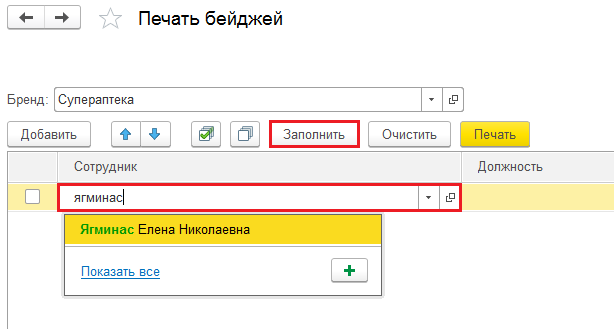 Печать бейджей
Бренд: Супераптека
Добавить Заполнить Очистить Печать
Сотрудник Должность
ягминас
Ягминас Елена Николаевна
Показать все